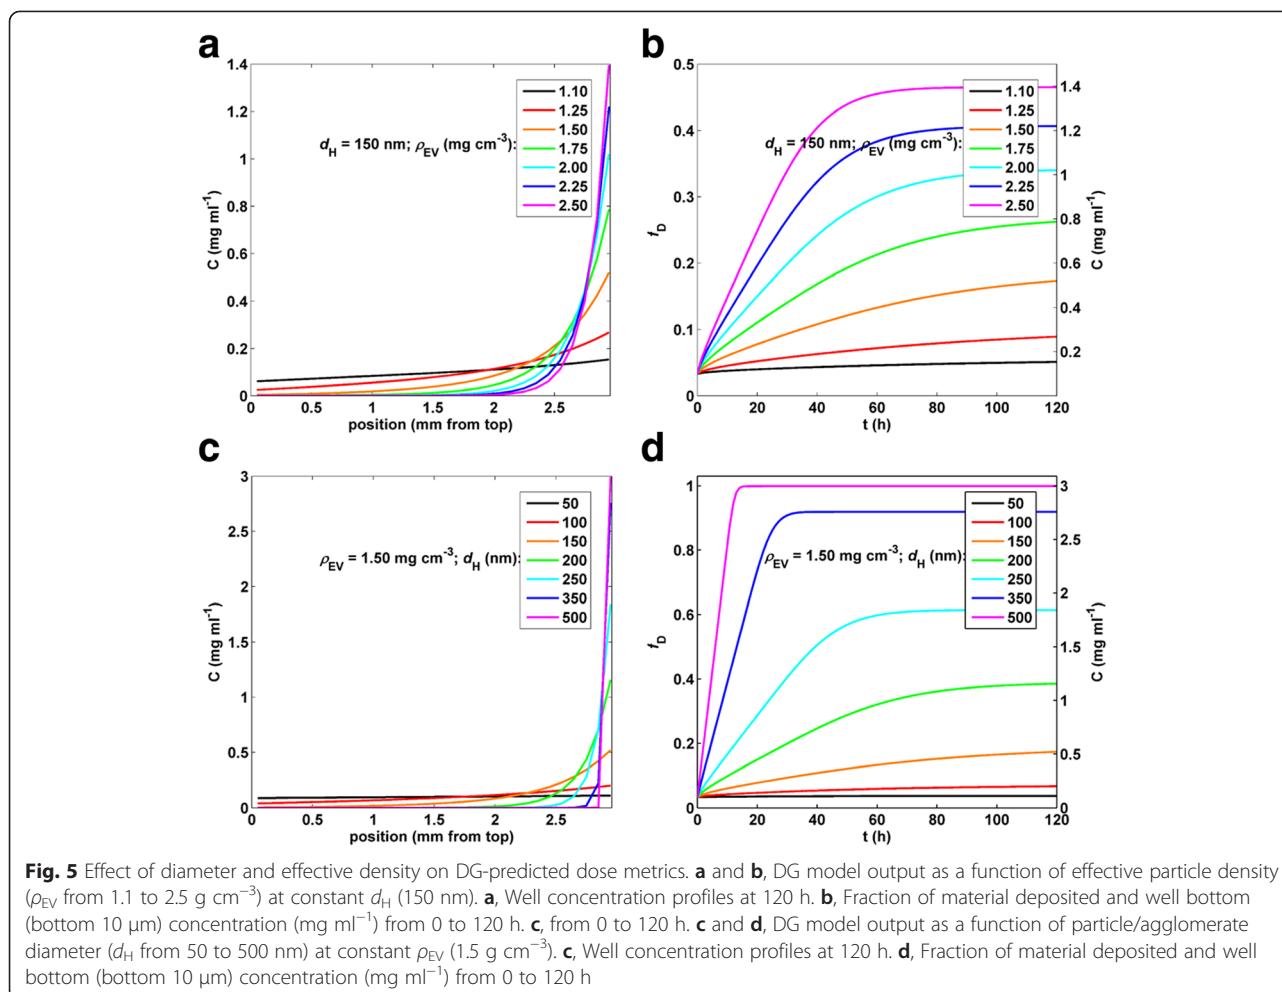 a
1.4
1.2
1
0.8
0.6
0.4
0.2
0
C (mg ml⁻¹)
0 0.5 1 1.5 2 2.5
position (mm from top)
d_H = 150 nm; ρ_EV (mg cm⁻³):
1.10
1.25
1.50
1.75
2.00
2.25
2.50
b
0.5
0.4
0.3
0.2
0.1
0
f_D
0 20 40 60 80 100 120
t (h)
d_H = 150 nm; ρ_EV (mg cm⁻³):
1.10
1.25
1.50
1.75
2.00
2.25
2.50
1.4
1.2
1
0.8
0.6
0.4
0.2
0
C (mg ml⁻¹)
c
3
2.5
2
1.5
1
0.5
0
C (mg ml⁻¹)
0 0.5 1 1.5 2 2.5
position (mm from top)
ρ_EV = 1.50 mg cm⁻³; d_H (nm):
50
100
150
200
250
350
500
d
1
0.8
0.6
0.4
0.2
0
f_D
0 20 40 60 80 100 120
t (h)
ρ_EV = 1.50 mg cm⁻³; d_H (nm):
50
100
150
200
250
350
500
3
2.5
2
1.5
1
0.5
0
C (mg ml⁻¹)
Fig. 5 Effect of diameter and effective density on DG-predicted dose metrics. a and b, DG model output as a function of effective particle density
(ρ_EV from 1.1 to 2.5 g cm⁻³) at constant d_H (150 nm). a, Well concentration profiles at 120 h. b, Fraction of material deposited and well bottom
(bottom 10 μm) concentration (mg ml⁻¹) from 0 to 120 h. c, from 0 to 120 h. c and d, DG model output as a function of particle/agglomerate
diameter (d_H from 50 to 500 nm) at constant ρ_EV (1.5 g cm⁻³). c, Well concentration profiles at 120 h. d, Fraction of material deposited and well
bottom (bottom 10 μm) concentration (mg ml⁻¹) from 0 to 120 h